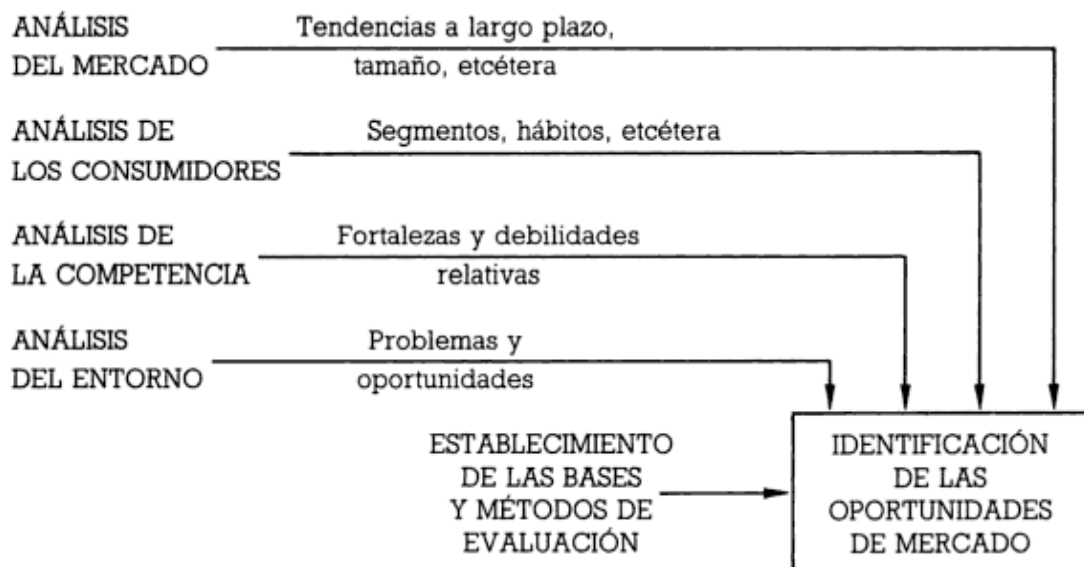 ANÁLISIS
DEL MERCADO
Tendencias a largo plazo,
tamaño, etcétera
ANÁLISIS DE
LOS CONSUMIDORES
Segmentos, hábitos, etcétera
ANÁLISIS DE
LA COMPETENCIA
Fortalezas y debilidades
relativas
ANÁLISIS
DEL ENTORNO
Problemas y
oportunidades
ESTABLECIMIENTO
DE LAS BASES
Y MÉTODOS DE
EVALUACIÓN
IDENTIFICACIÓN
DE LAS
OPORTUNIDADES
DE MERCADO